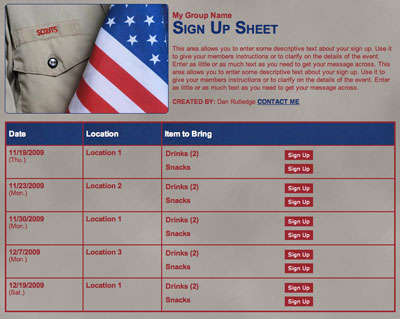 SCOUTS
My Group Name
SIGN UP SHEET
This area allows you to enter some descriptive text about your sign up. Use it
to give your members instructions or to clarify on the details of the event.
Enter as little or as much text as you need to get your message across. This
area allows you to enter some descriptive text about your sign up. Use it to
give your members instructions or to clarify on the details of the event. Enter
as little or as much text as you need to get your message across.
CREATED BY: Dan Rutledge CONTACT ME
Date Location Item to Bring
11/19/2009 Location 1 Drinks (2) Sign Up
(Thu.)
Snacks Sign Up
11/23/2009 Location 2 Drinks (2) Sign Up
(Mon.)
Snacks Sign Up
11/30/2009 Location 1 Drinks (2) Sign Up
(Mon.)
Snacks Sign Up
12/7/2009 Location 3 Drinks (2) Sign Up
(Mon.)
Snacks Sign Up
12/19/2009 Location 1 Drinks (2) Sign Up
(Sat.)
Snacks Sign Up